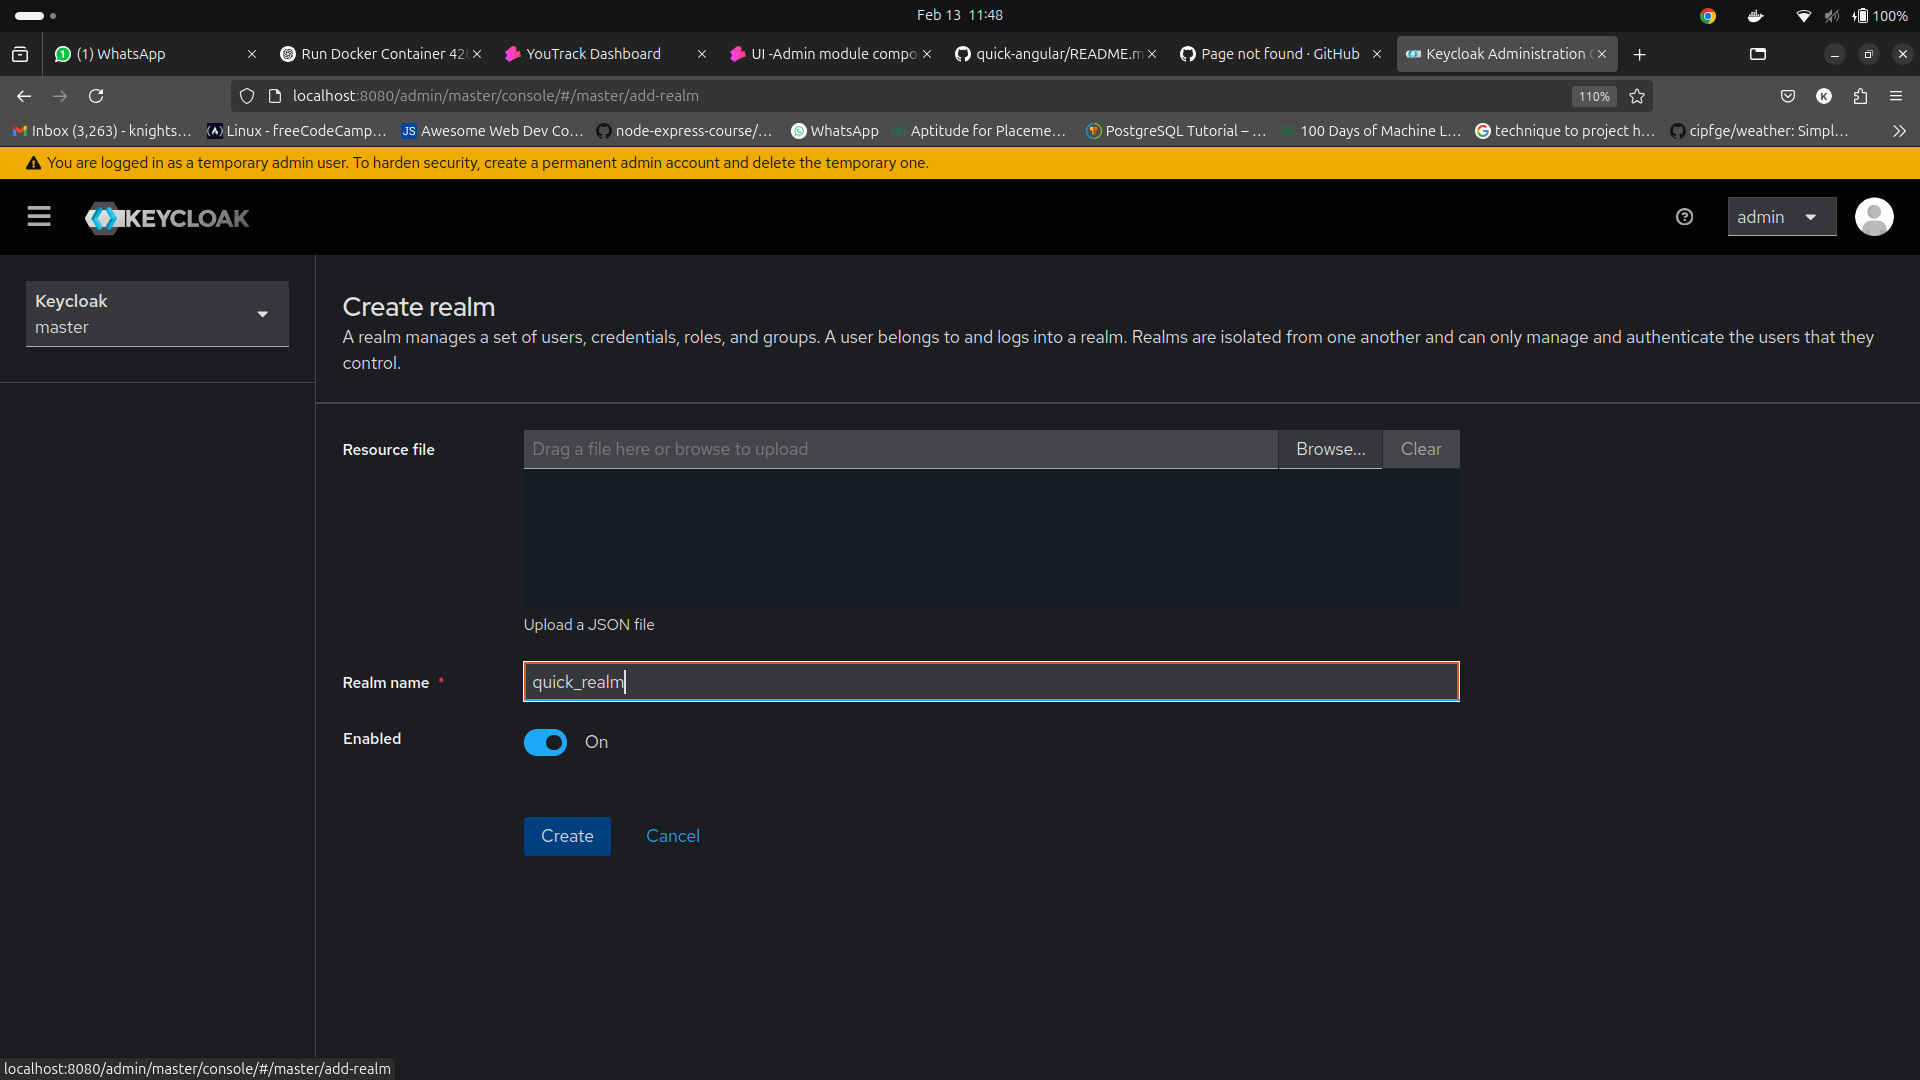 Feb 13 11:48
100%
(1) WhatsApp
Run Docker Container 42
YouTrack Dashboard
UI -Admin module compo
quick-angular/README.m
Page not found · GitHub
Keycloak Administration
localhost:8080/admin/master/console/#/master/add-realm
110%
K
Inbox (3,263) - knights...
Linux - freeCodeCamp...
JS Awesome Web Dev Co...
node-express-course/...
WhatsApp
Aptitude for Placeme...
PostgreSQL Tutorial – ...
100 Days of Machine L...
technique to project h...
cipfge/weather: Simpl...
You are logged in as a temporary admin user. To harden security, create a permanent admin account and delete the temporary one.
KEYCLOAK
admin
Keycloak
master
Create realm
A realm manages a set of users, credentials, roles, and groups. A user belongs to and logs into a realm. Realms are isolated from one another and can only manage and authenticate the users that they
control.
Resource file
Drag a file here or browse to upload
Browse...
Clear
Upload a JSON file
Realm name *
quick_realm
Enabled
On
Create
Cancel
localhost:8080/admin/master/console/#/master/add-realm